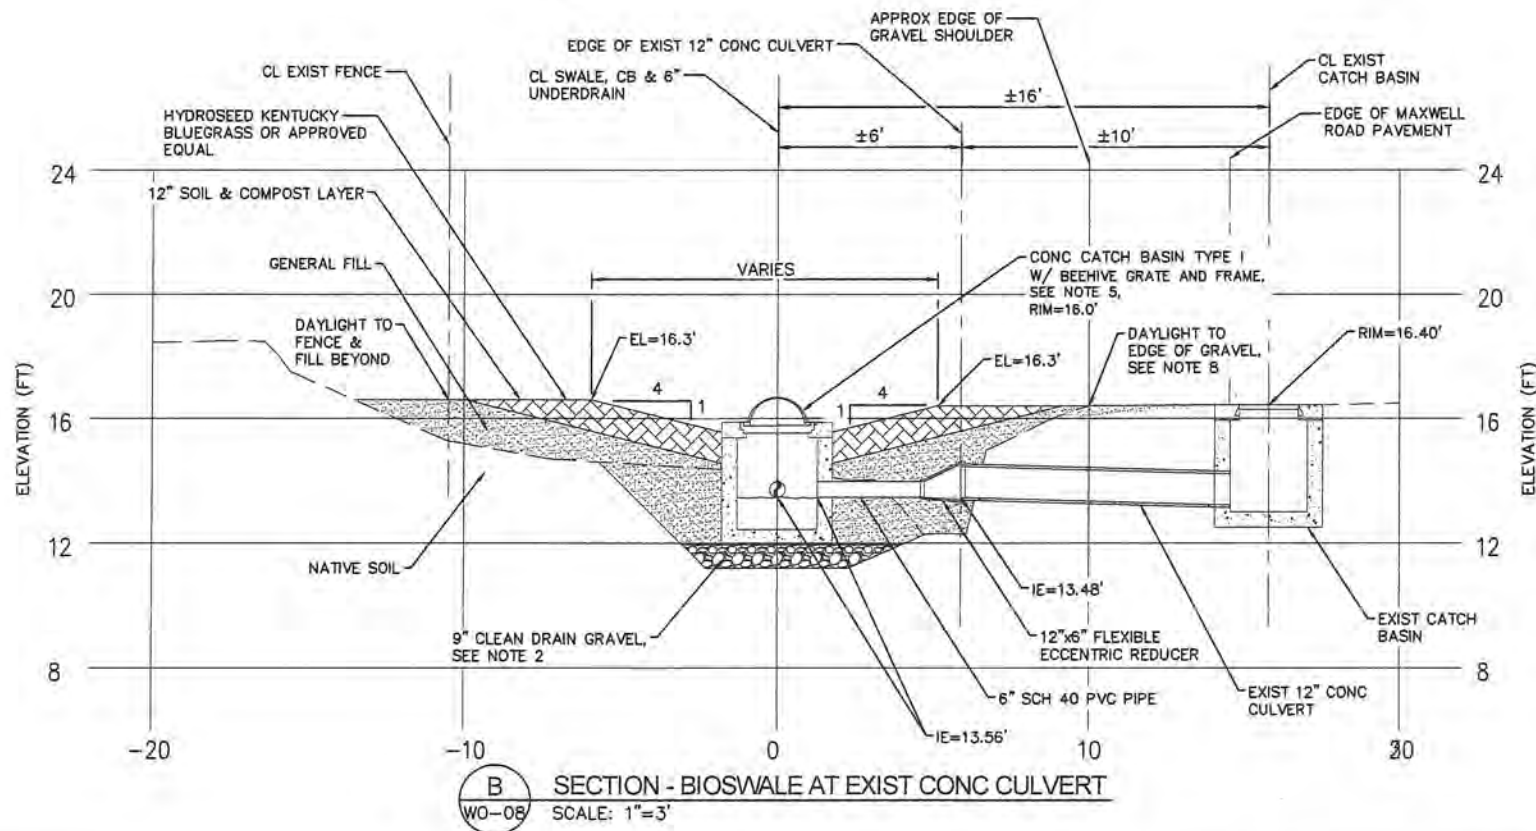 APPROX EDGE OF
GRAVEL SHOULDER
EDGE OF EXIST 12" CONC CULVERT
CL EXIST FENCE
CL SWALE, CB & 6"
UNDERDRAIN
CL EXIST
CATCH BASIN
±16'
HYDROSEED KENTUCKY
BLUEGRASS OR APPROVED
EQUAL
EDGE OF MAXWELL
ROAD PAVEMENT
±6'
±10'
24
24
12" SOIL & COMPOST LAYER
GENERAL FILL
VARIES
CONC CATCH BASIN TYPE I
W/ BEEHIVE GRATE AND FRAME,
SEE NOTE 5,
RIM=16.0'
20
20
DAYLIGHT TO
FENCE &
FILL BEYOND
EL=16.3'
DAYLIGHT TO
EDGE OF GRAVEL,
SEE NOTE 8
RIM=16.40'
EL=16.3'
ELEVATION (FT)
ELEVATION (FT)
4
1
4
1
16
16
12
12
NATIVE SOIL
IE=13.48'
9" CLEAN DRAIN GRAVEL,
SEE NOTE 2
12"x6" FLEXIBLE
ECCENTRIC REDUCER
EXIST CATCH
BASIN
8
8
6" SCH 40 PVC PIPE
EXIST 12" CONC
CULVERT
IE=13.56'
-20
-10
0
10
B
WO-08
SECTION - BIOSWALE AT EXIST CONC CULVERT
SCALE: 1"=3'